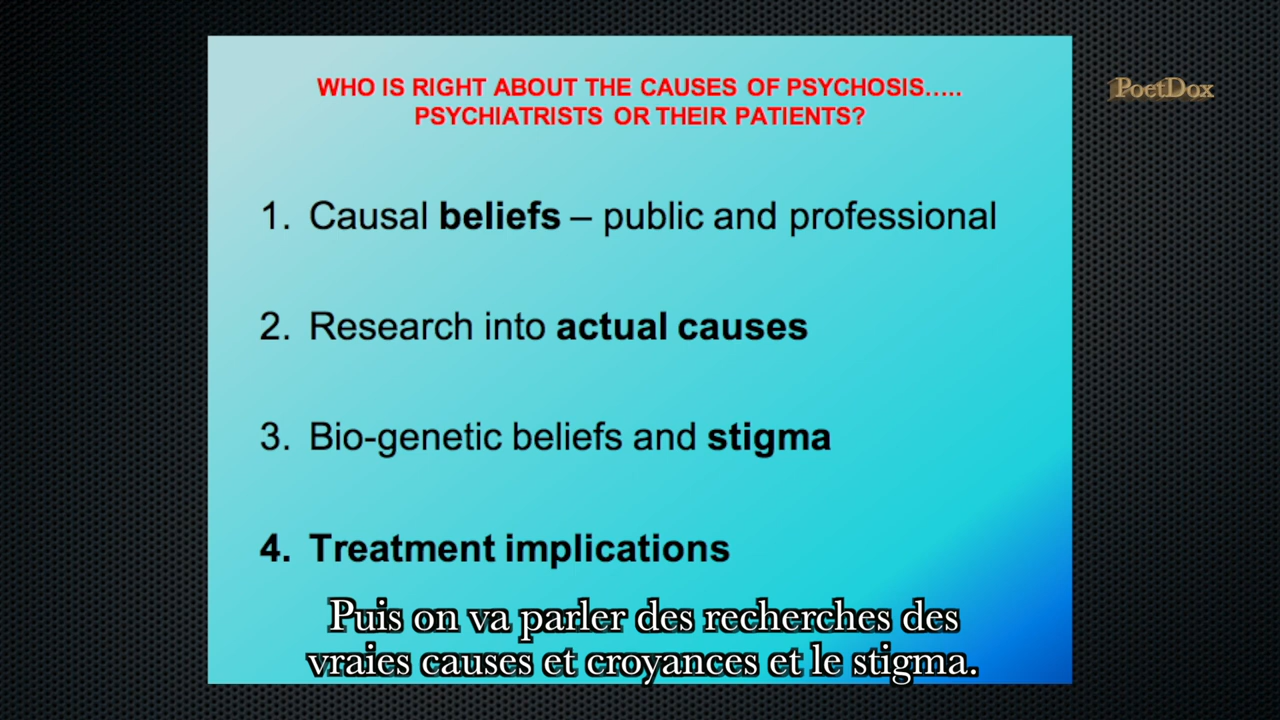 PoetDox
WHO IS RIGHT ABOUT THE CAUSES OF PSYCHOSIS…..
PSYCHIATRISTS OR THEIR PATIENTS?
1. Causal beliefs – public and professional
2. Research into actual causes
3. Bio-genetic beliefs and stigma
4. Treatment implications
Puis on va parler des recherches des
vraies causes et croyances et le stigma.